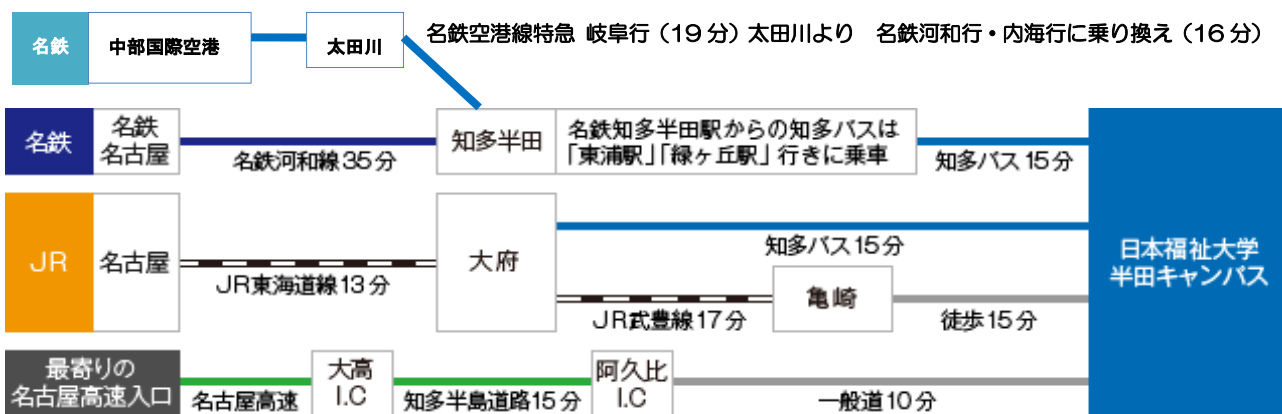 名鉄 中部国際空港 太田川 名鉄空港線特急 岐阜行（19分）太田川より 名鉄河和行・内海行に乗り換え（16分）
名鉄
名鉄
名古屋
名鉄河和線35分
知多半田
名鉄知多半田駅からの知多バスは
「東浦駅」「緑ヶ丘駅」行きに乗車
知多バス15分
JR
名古屋
JR東海道線13分
大府
知多バス15分
JR武豊線17分
亀崎
徒歩15分
日本福祉大学
半田キャンパス
最寄りの
名古屋高速入口
名古屋高速
大高
I.C
知多半島道路15分
阿久比
I.C
一般道10分